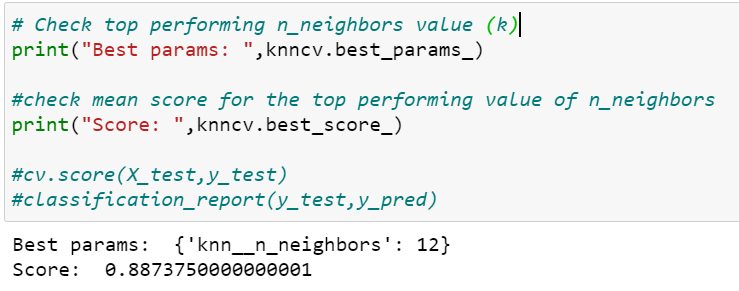 # Check top performing n_neighbors value (k)
print("Best params: ",knncv.best_params_)
#check mean score for the top performing value of n_neighbors
print("Score: ",knncv.best_score_)
#cv.score(X_test,y_test)
#classification_report(y_test,y_pred)
Best params:  {'knn__n_neighbors': 12}
Score:  0.8873750000000001